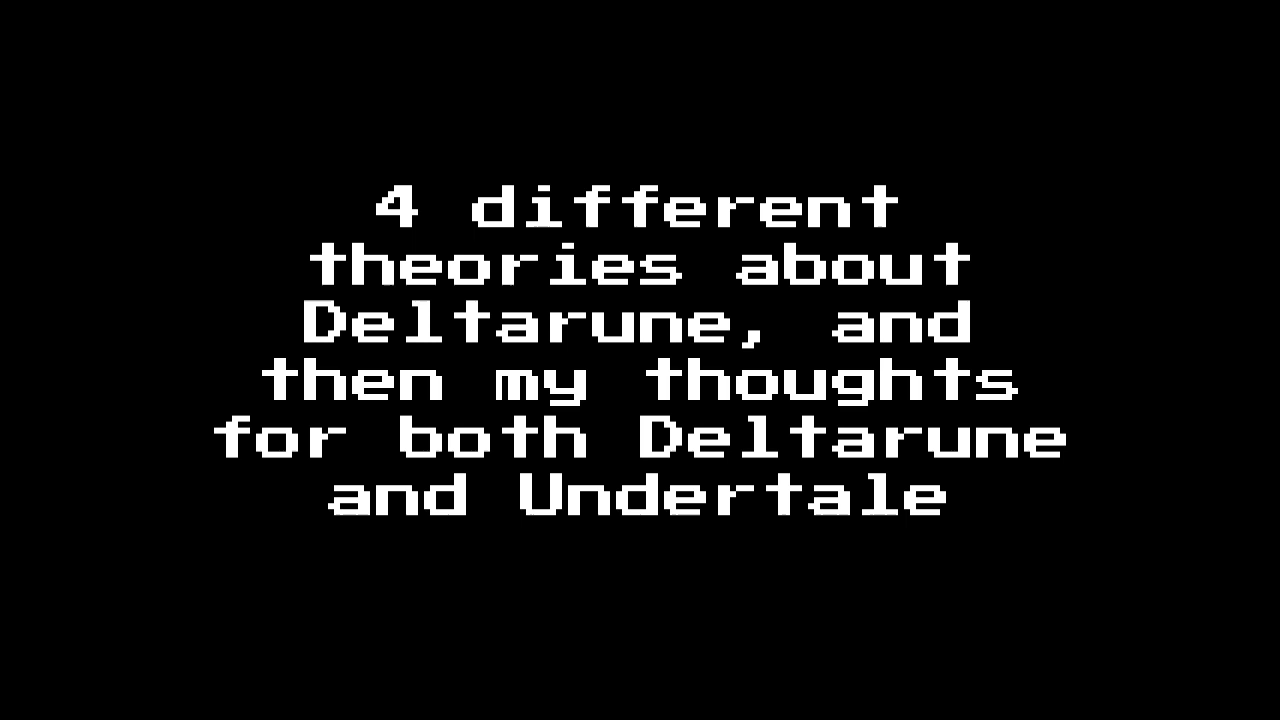 4 different
theories about
Deltarune, and
then my thoughts
for both Deltarune
and Undertale